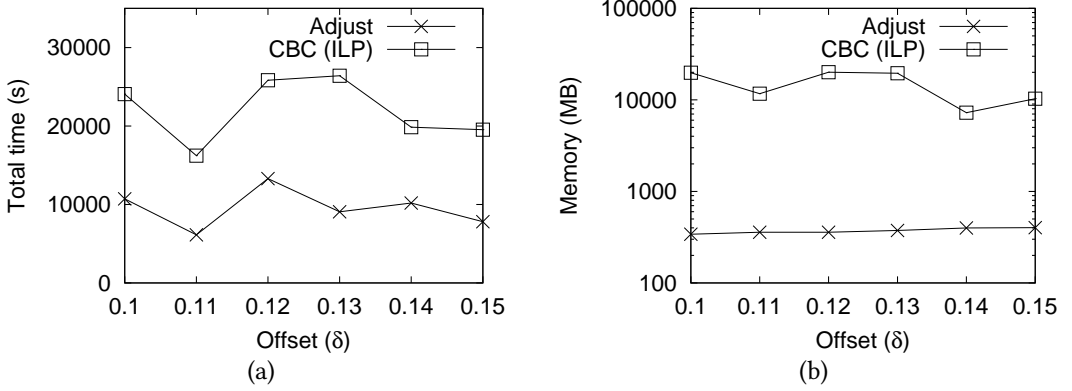 Adjust
CBC (ILP)
35000
30000
20000
10000
0
0.1 0.11 0.12 0.13 0.14 0.15
Total time (s)
Offset (δ)
(a)
Adjust
CBC (ILP)
100000
10000
1000
100
0.1 0.11 0.12 0.13 0.14 0.15
Memory (MB)
Offset (δ)
(b)